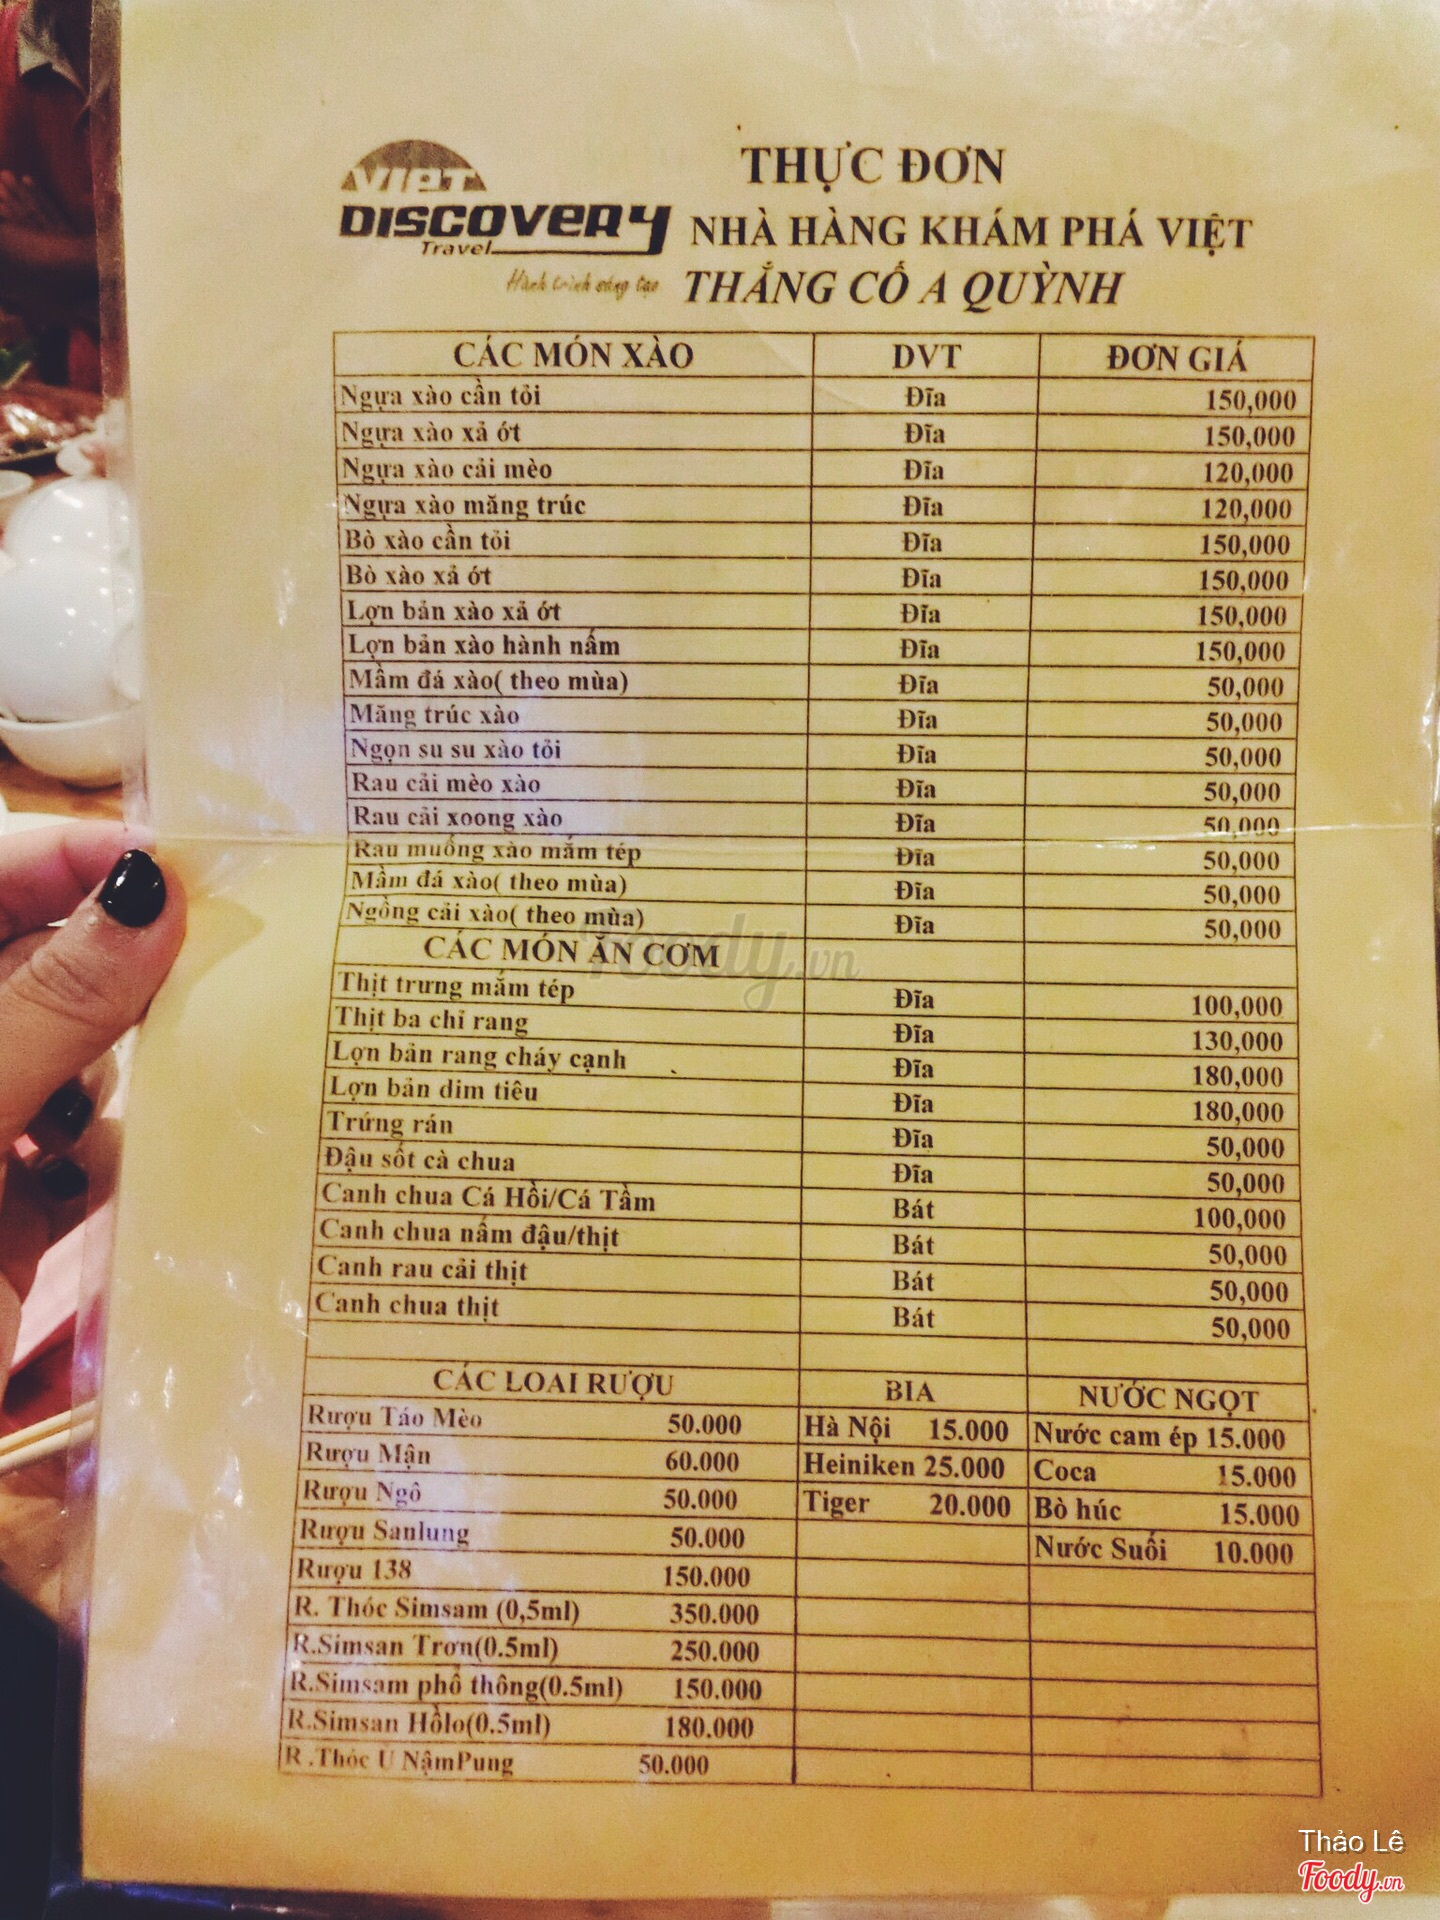 VIET
DISCOVERY
Travel
Hành trình sáng tạo
THỰC ĐƠN
NHÀ HÀNG KHÁM PHÁ VIỆT
THẮNG CỐ A QUỲNH
CÁC MÓN XÀO DVT ĐƠN GIÁ
Ngựa xào cần tỏi Đĩa 150,000
Ngựa xào xả ớt Đĩa 150,000
Ngựa xào cải mèo Đĩa 120,000
Ngựa xào măng trúc Đĩa 120,000
Bò xào cần tỏi Đĩa 150,000
Bò xào xả ớt Đĩa 150,000
Lợn bản xào xả ớt Đĩa 150,000
Lợn bản xào hành nấm Đĩa 150,000
Mầm đá xào( theo mùa) Đĩa 50,000
Măng trúc xào Đĩa 50,000
Ngọn su su xào tỏi Đĩa 50,000
Rau cải mèo xào Đĩa 50,000
Rau cải xoong xào Đĩa 50,000
Rau muống xào mắm tép Đĩa 50,000
Mầm đá xào( theo mùa) Đĩa 50,000
Ngồng cải xào( theo mùa) Đĩa 50,000
CÁC MÓN ĂN CƠM
Thịt trưng mắm tép Đĩa 100,000
Thịt ba chỉ rang Đĩa 130,000
Lợn bản rang cháy cạnh Đĩa 180,000
Lợn bản dim tiêu Đĩa 180,000
Trứng rán Đĩa 50,000
Đậu sốt cà chua Đĩa 50,000
Canh chua Cá Hồi/Cá Tầm Bát 100,000
Canh chua nấm đậu/thịt Bát 50,000
Canh rau cải thịt Bát 50,000
Canh chua thịt Bát 50,000
CÁC LOAI RƯỢU BIA NƯỚC NGỌT
Rượu Táo Mèo 50.000 Hà Nội 15.000 Nước cam ép 15.000
Rượu Mận 60.000 Heiniken 25.000 Coca 15.000
Rượu Ngô 50.000 Tiger 20.000 Bò húc 15.000
Rượu Sanlung 50.000 Nước Suối 10.000
Rượu 138 150.000
R. Thóc Simsam (0,5ml) 350.000
R.Simsan Trơn(0.5ml) 250.000
R.Simsam phổ thông(0.5ml) 150.000
R.Simsan Hồlo(0.5ml) 180.000
R .Thóc Ủ NậmPung 50.000
Foody.vn
Thảo Lê
Foody.vn